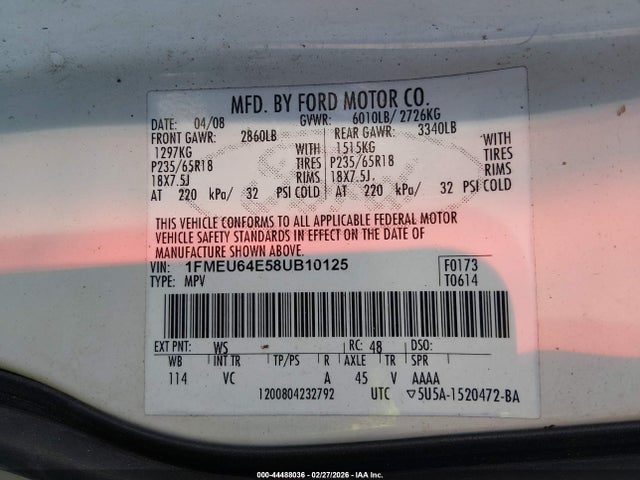 MFD. BY FORD MOTOR CO.
DATE: 04/08 GVWR: 6010LB/ 2726KG
FRONT GAWR: 2860LB REAR GAWR: 3340LB
1297KG WITH 1515KG WITH
P235/65R18 TIRES P235/65R18 TIRES
18X7.5J RIMS 18X7.5J RIMS
AT 220 kPa/ 32 PSI COLD AT 220 kPa/ 32 PSI COLD
THIS VEHICLE CONFORMS TO ALL APPLICABLE FEDERAL MOTOR
VEHICLE SAFETY STANDARDS IN EFFECT ON THE DATE OF
MANUFACTURE SHOWN ABOVE.
VIN: 1FMEU64E58UB10125 F0173
TYPE: MPV T0614
EXT PNT: WS RC: 48 DSO:
WB INT TR TP/PS R AXLE TR SPR
114 VC A 45 V AAAA
1200804232792 UTC ▽5U5A-1520472-BA
000-44488036 - 02/27/2026 - IAA Inc.